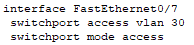 interface FastEthernet0/7
 switchport access vlan 30
 switchport mode access